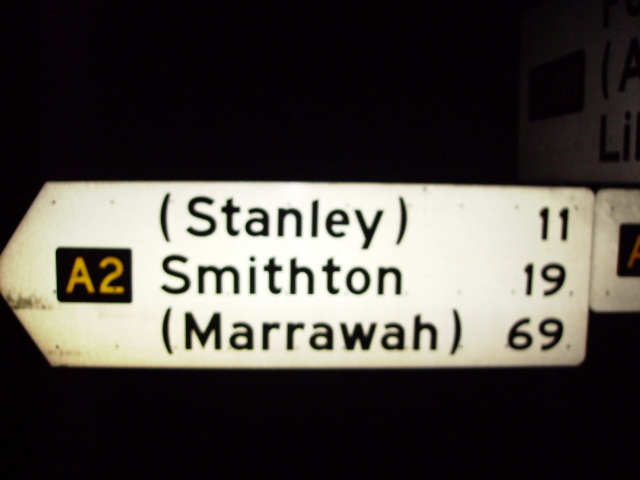 (Stanley) 11
A2 Smithton 19
(Marrawah) 69